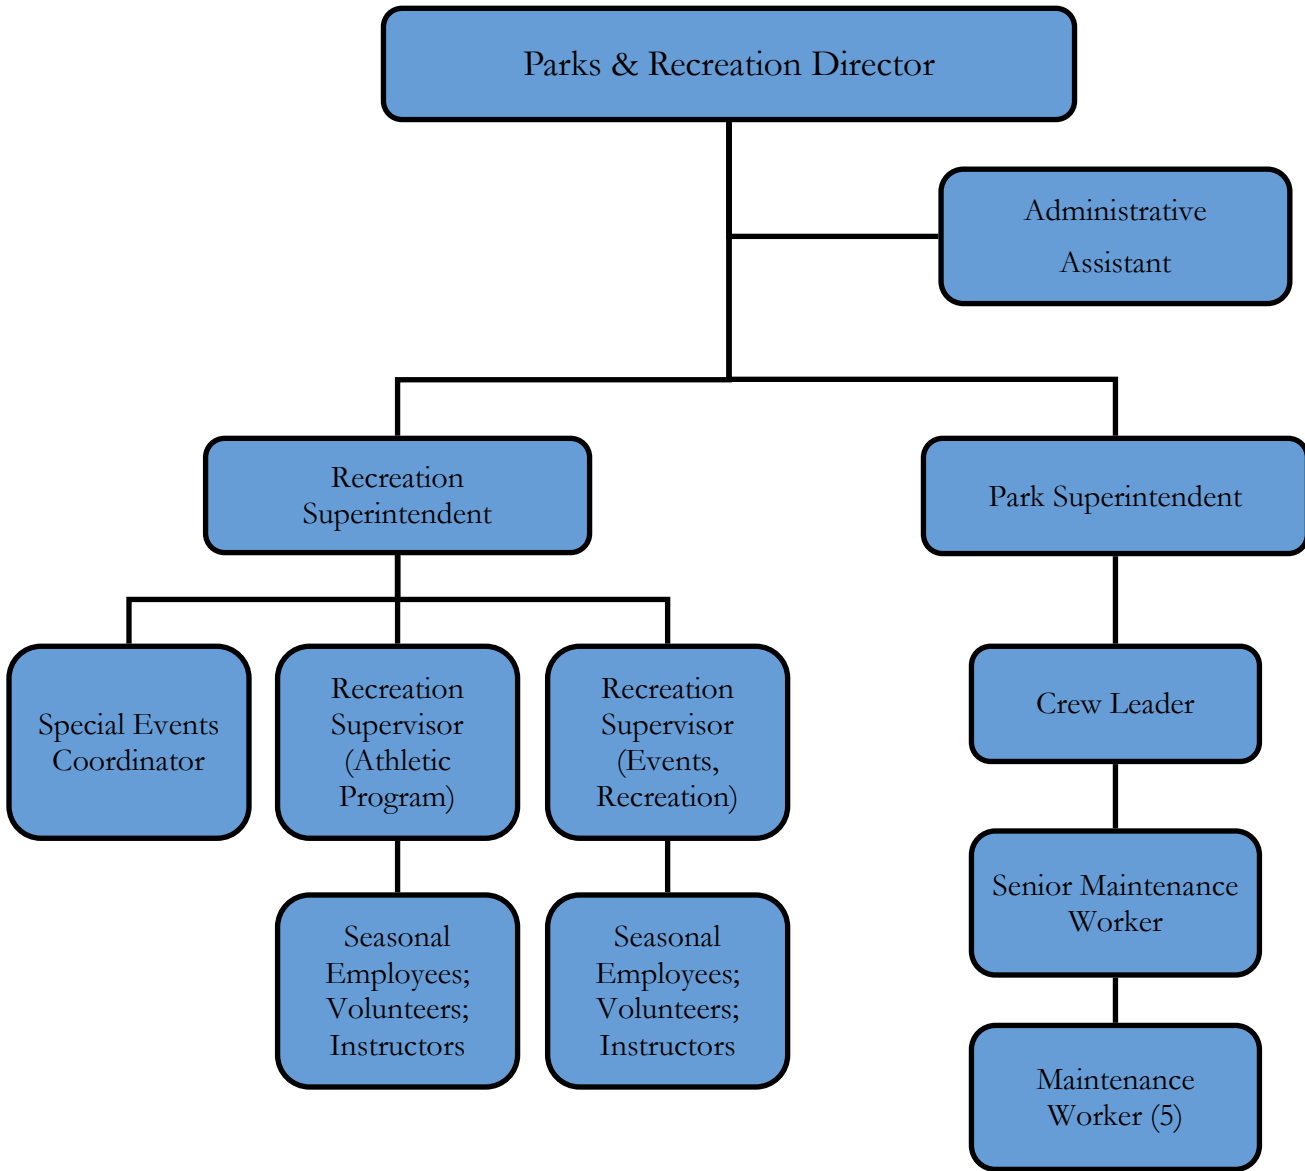 Parks & Recreation Director
Administrative
Assistant
Recreation
Superintendent
Park Superintendent
Special Events
Coordinator
Recreation
Supervisor
(Athletic
Program)
Recreation
Supervisor
(Events,
Recreation)
Crew Leader
Senior Maintenance
Worker
Seasonal
Employees;
Volunteers;
Instructors
Seasonal
Employees;
Volunteers;
Instructors
Maintenance
Worker (5)